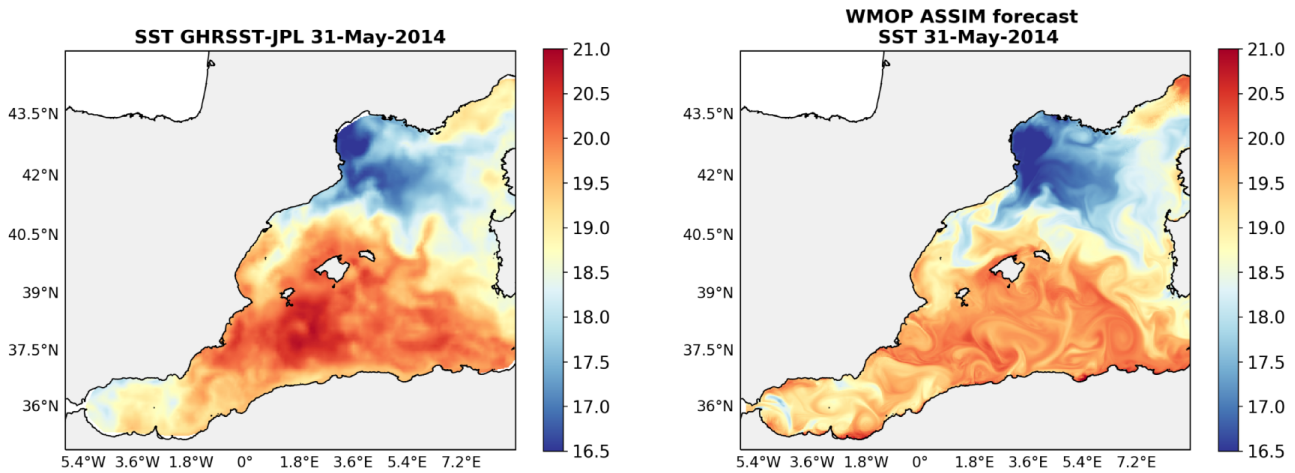 SST GHRSST-JPL 31-May-2014
43.5°N
42°N
40.5°N
39°N
37.5°N
36°N
5.4°W 3.6°W 1.8°W 0° 1.8°E 3.6°E 5.4°E 7.2°E
21.0
20.5
20.0
19.5
19.0
18.5
18.0
17.5
17.0
16.5
WMOP ASSIM forecast
SST 31-May-2014
43.5°N
42°N
40.5°N
39°N
37.5°N
36°N
5.4°W 3.6°W 1.8°W 0° 1.8°E 3.6°E 5.4°E 7.2°E
21.0
20.5
20.0
19.5
19.0
18.5
18.0
17.5
17.0
16.5